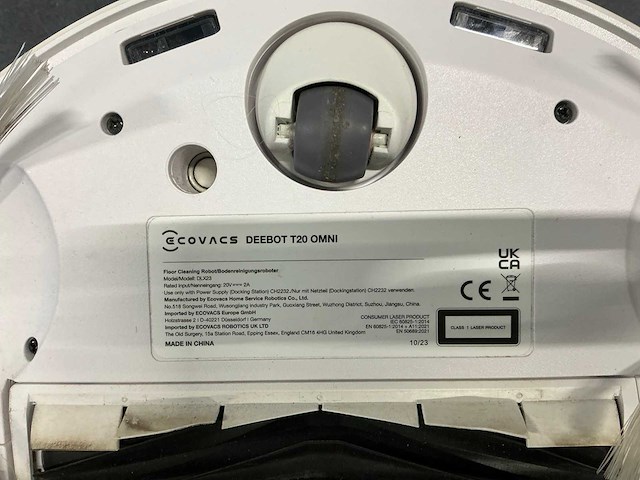 ECOVACS DEEBOT T20 OMNI
Floor Cleaning Robot/Bodenreinigungsroboter
Model/Modell: DLX23
Rated input/Nenneingang: 20V⎓ 2A
Use only with Power Supply (Docking Station) CH2232./Nur mit Netzteil (Dockingstation) CH2232 verwenden.
Manufactured by Ecovacs Home Service Robotics Co., Ltd.
No.518 Songwei Road, Wusongjiang Industry Park, Guoxiang Street, Wuzhong District, Suzhou, Jiangsu, China.
Imported by ECOVACS Europe GmbH
Holzstrasse 2 I D-40221 Düsseldorf I Germany
Imported by ECOVACS ROBOTICS UK LTD
The Old Surgery, 15a Station Road, Epping Essex, England CM16 4HG United Kingdom
MADE IN CHINA
UK
CA
CE
CONSUMER LASER PRODUCT
IEC 60825-1:2014
EN 60825-1:2014 + A11:2021
EN 50689:2021
10/23
CLASS 1 LASER PRODUCT